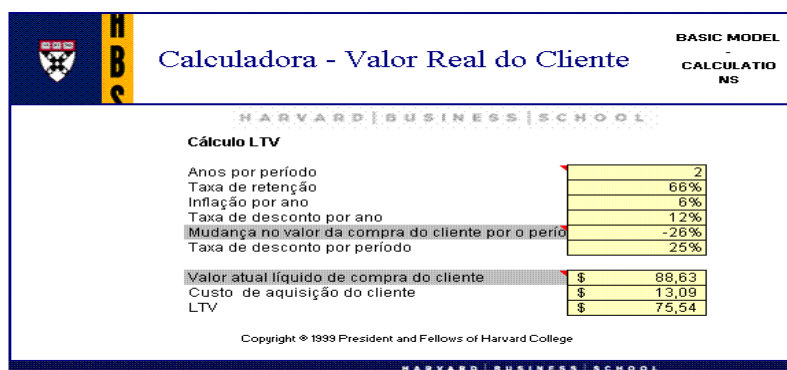 HBS
Calculadora - Valor Real do Cliente
BASIC MODEL
-
CALCULATIO
NS
HARVARD|BUSINESS|SCHOOL
Cálculo LTV
Anos por período 2
Taxa de retenção 66%
Inflação por ano 6%
Taxa de desconto por ano 12%
Mudança no valor da compra do cliente por o perío -26%
Taxa de desconto por período 25%
Valor atual líquido de compra do cliente $ 88,63
Custo de aquisição do cliente $ 13,09
LTV $ 75,54
Copyright © 1999 President and Fellows of Harvard College
HARVARD|BUSINESS|SCHOOL